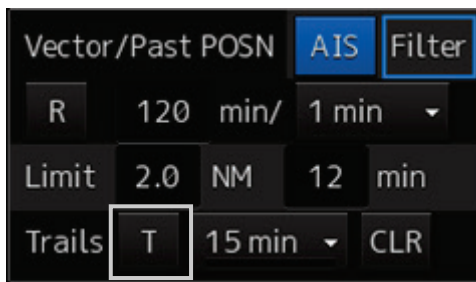 Vector/Past POSN AIS Filter
R 120 min/ 1 min
Limit 2.0 NM 12 min
Trails T 15 min CLR